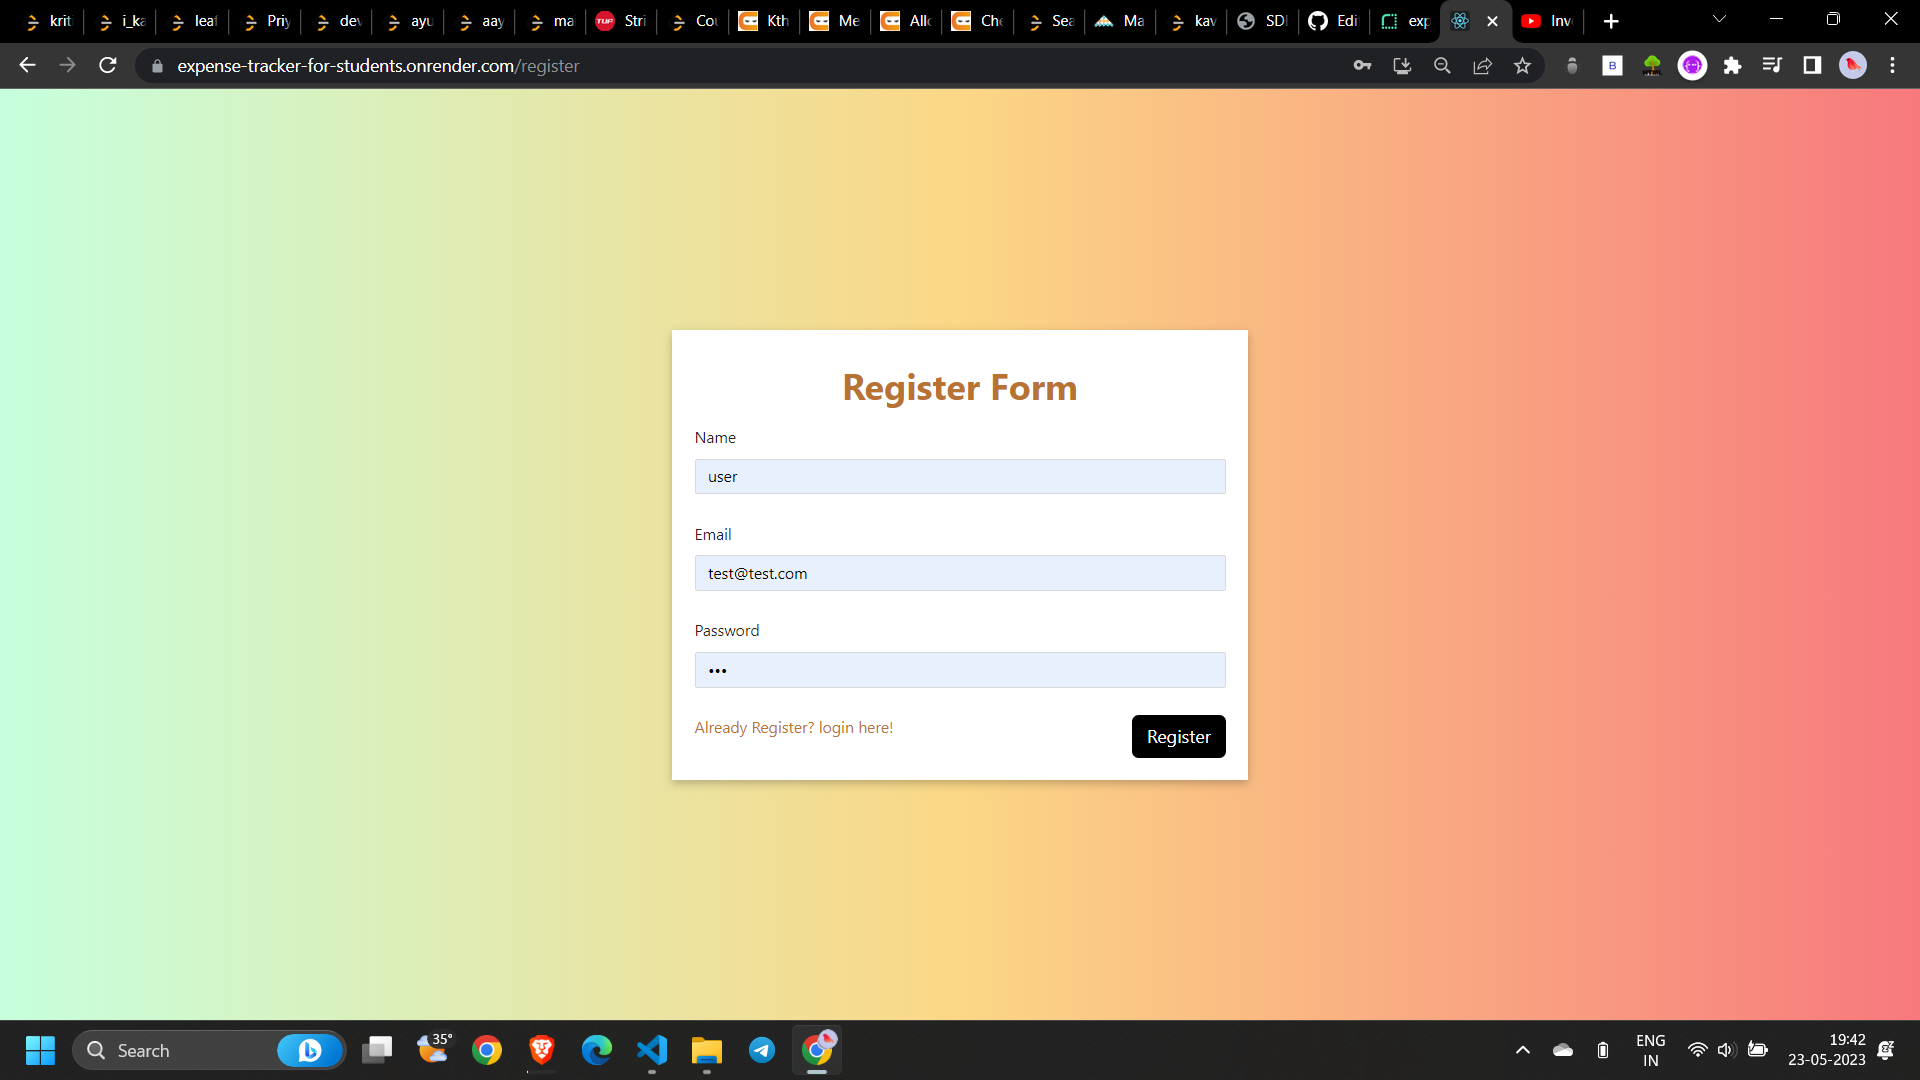 krit i_ka leaf Priy dev ayu aay ma Stri Cou Kth Me Allo Che Sea Ma kav SDI Edi exp Inv
expense-tracker-for-students.onrender.com/register
Register Form
Name
user
Email
test@test.com
Password
•••
Already Register? login here!
Register
Search
35°
ENG
IN
19:42
23-05-2023